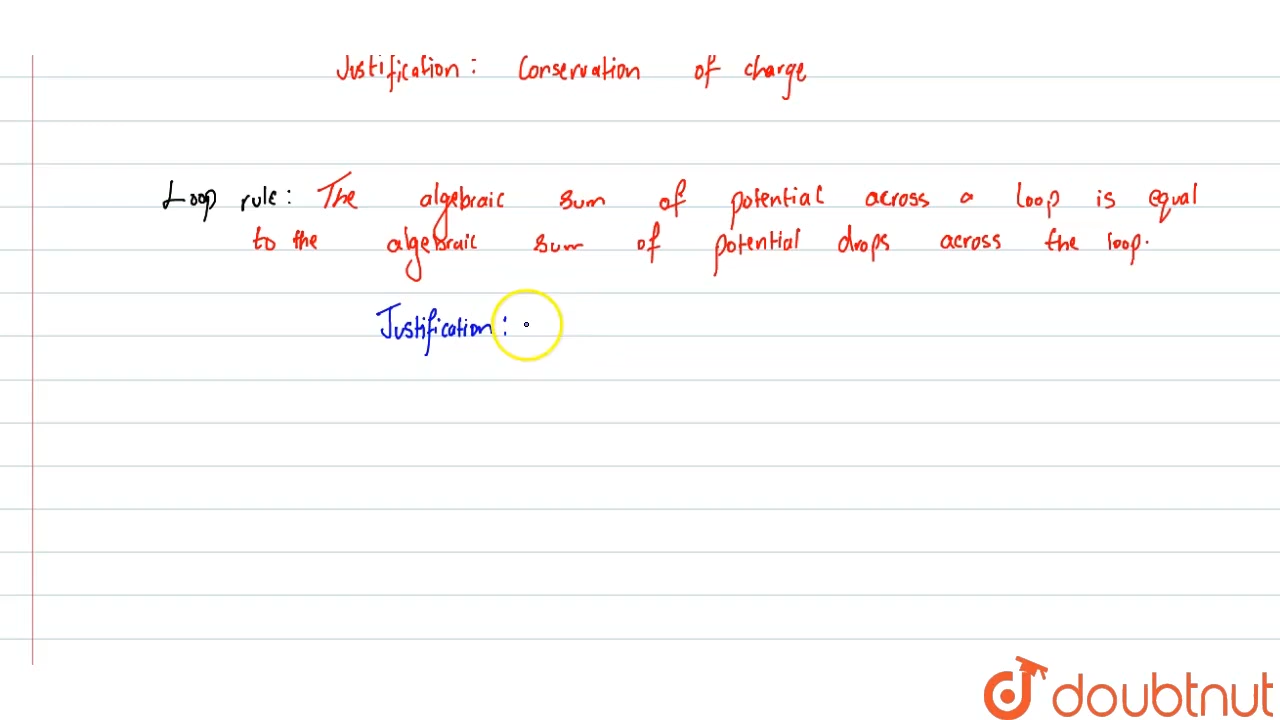 Justification: Conservation of charge
Loop rule: The algebraic sum of potential across a loop is equal
to the algebraic sum of potential drops across the loop.
Justification:
doubtnut